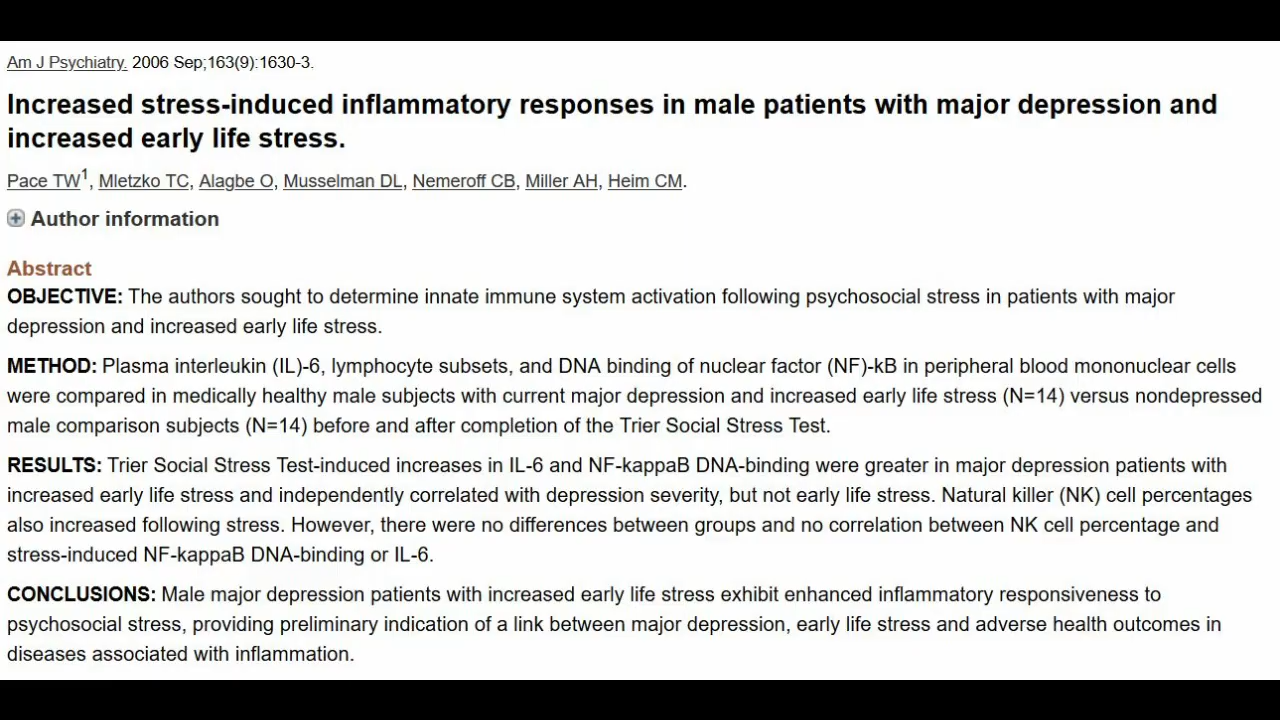 Am J Psychiatry. 2006 Sep;163(9):1630-3.
Increased stress-induced inflammatory responses in male patients with major depression and
increased early life stress.
Pace TW1, Mletzko TC, Alagbe O, Musselman DL, Nemeroff CB, Miller AH, Heim CM.
Author information
Abstract
OBJECTIVE: The authors sought to determine innate immune system activation following psychosocial stress in patients with major
depression and increased early life stress.
METHOD: Plasma interleukin (IL)-6, lymphocyte subsets, and DNA binding of nuclear factor (NF)-kB in peripheral blood mononuclear cells
were compared in medically healthy male subjects with current major depression and increased early life stress (N=14) versus nondepressed
male comparison subjects (N=14) before and after completion of the Trier Social Stress Test.
RESULTS: Trier Social Stress Test-induced increases in IL-6 and NF-kappaB DNA-binding were greater in major depression patients with
increased early life stress and independently correlated with depression severity, but not early life stress. Natural killer (NK) cell percentages
also increased following stress. However, there were no differences between groups and no correlation between NK cell percentage and
stress-induced NF-kappaB DNA-binding or IL-6.
CONCLUSIONS: Male major depression patients with increased early life stress exhibit enhanced inflammatory responsiveness to
psychosocial stress, providing preliminary indication of a link between major depression, early life stress and adverse health outcomes in
diseases associated with inflammation.